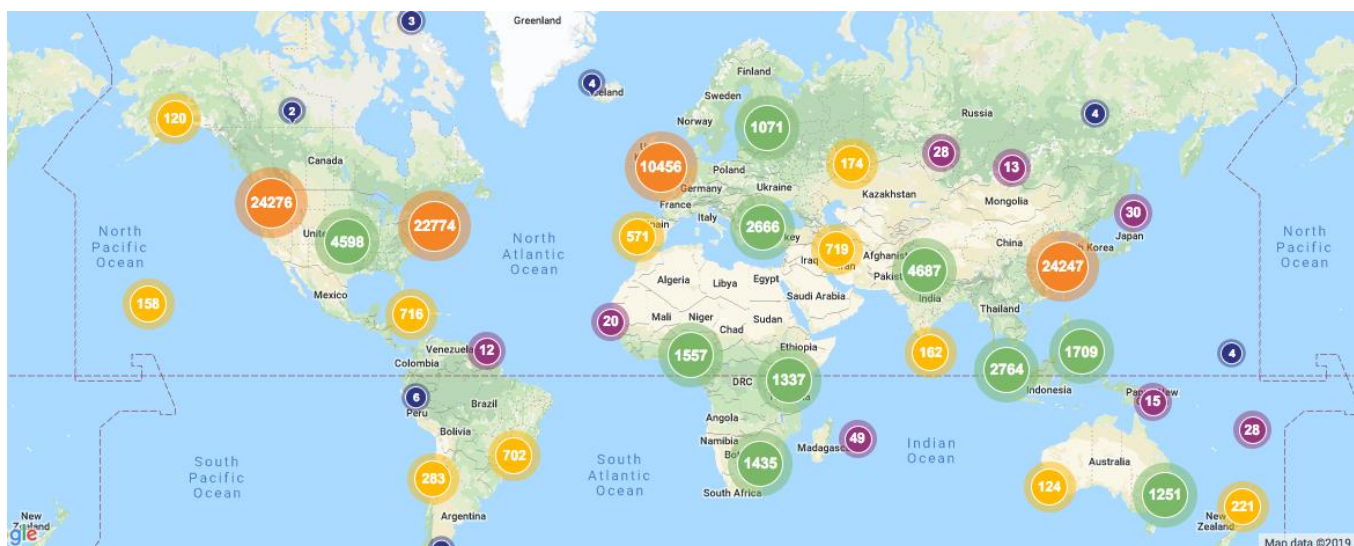 3
Greenland
4
Iceland
Finland
Sweden
Russia
2
120
Norway
1071
4
Canada
10456
Poland
174
28
13
Germany
Ukraine
Kazakhstan
Mongolia
24276
22774
France
Italy
30
Japan
4598
571
2666
719
Afghanistan
China
24247
North
Pacific
Ocean
North
Atlantic
Ocean
4687
India
North
Pacific
Ocean
Algeria
Libya
Egypt
Saudi Arabia
Mexico
158
716
20
Mali
Niger
Chad
Sudan
Thailand
Venezuela
12
Colombia
1557
Ethiopia
162
1709
4
DRC
1337
2764
Indonesia
6
Peru
Brazil
15
Angola
Bolivia
Namibia
Madagascar
49
28
702
South
Pacific
Ocean
South
Atlantic
Ocean
Indian
Ocean
1435
Australia
283
124
1251
South Africa
Argentina
221
New
Zealand
New
Zealand
gle
Map data ©2019